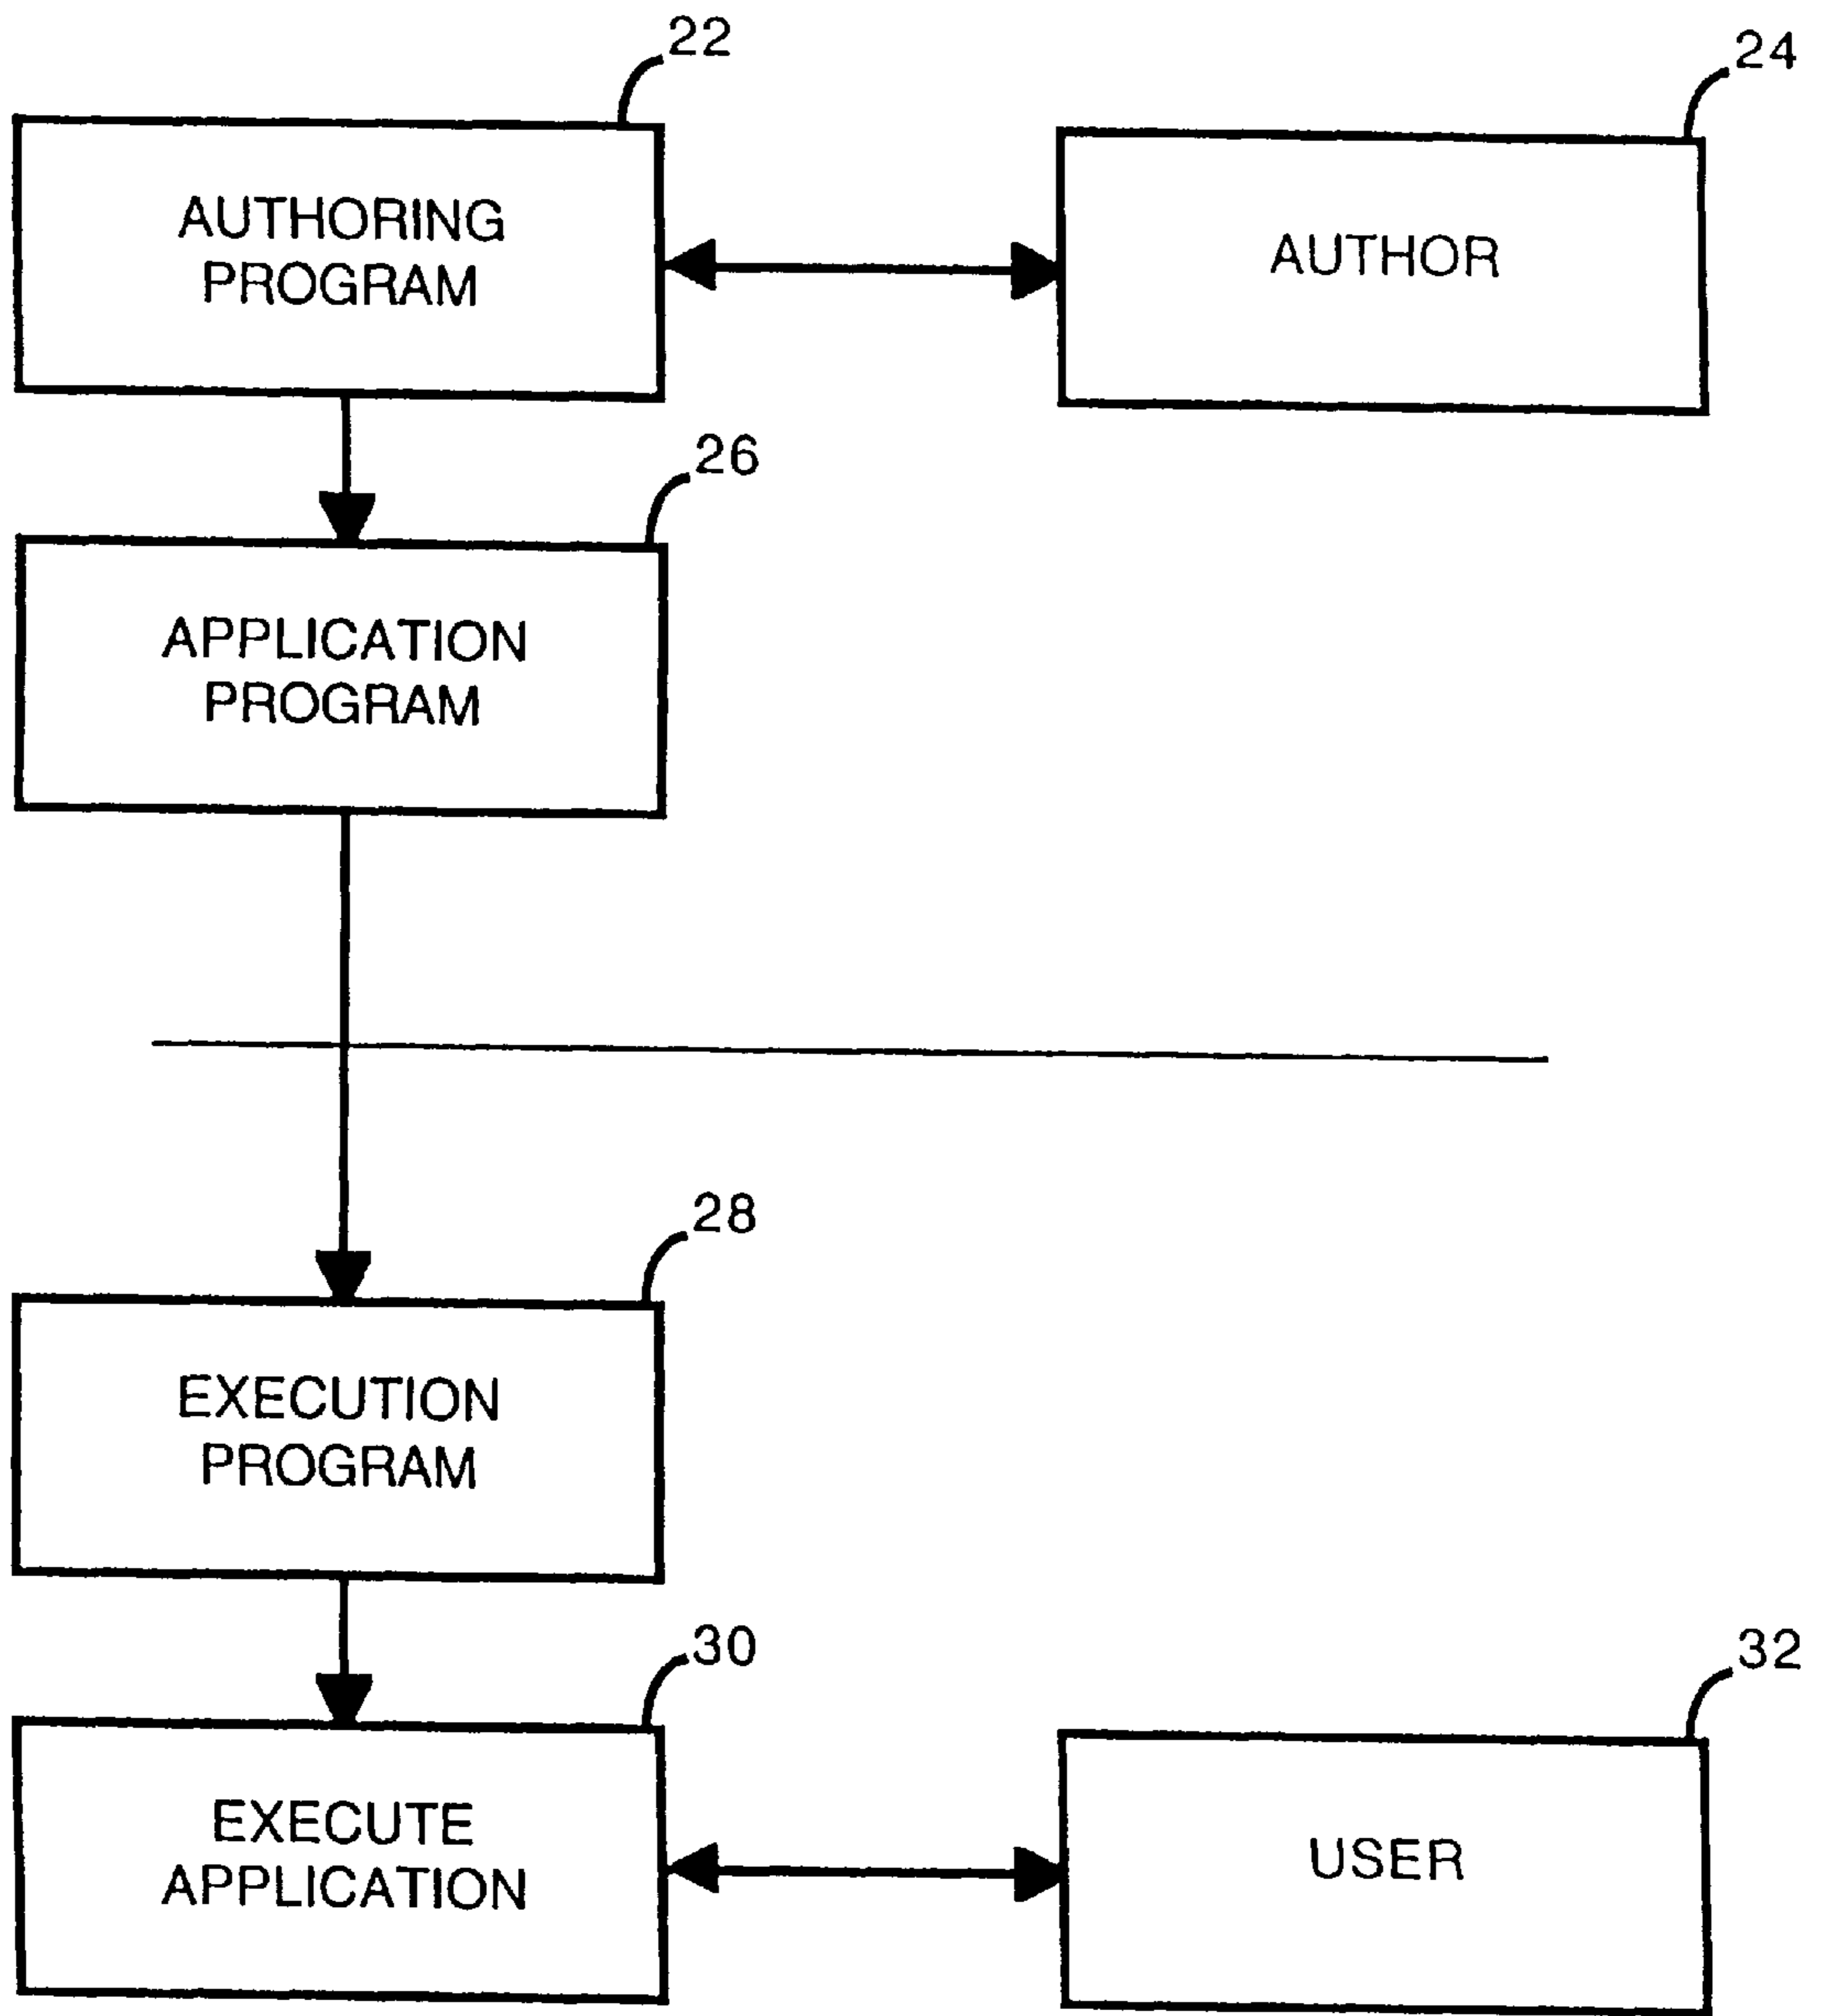 22
24
AUTHORING
PROGRAM
AUTHOR
26
APPLICATION
PROGRAM
28
EXECUTION
PROGRAM
30
32
EXECUTE
APPLICATION
USER